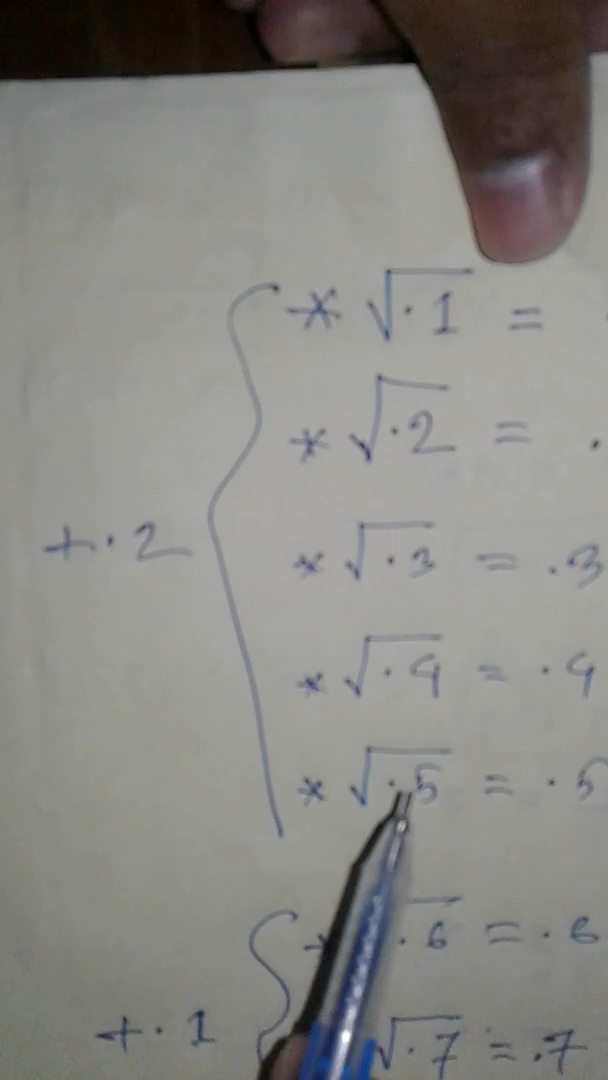 * √.1 =
* √.2 = .
+.2
* √.3 = .3
* √.4 = .4
* √.5 = .5
.6 = .6
+.1
√.7 = .7